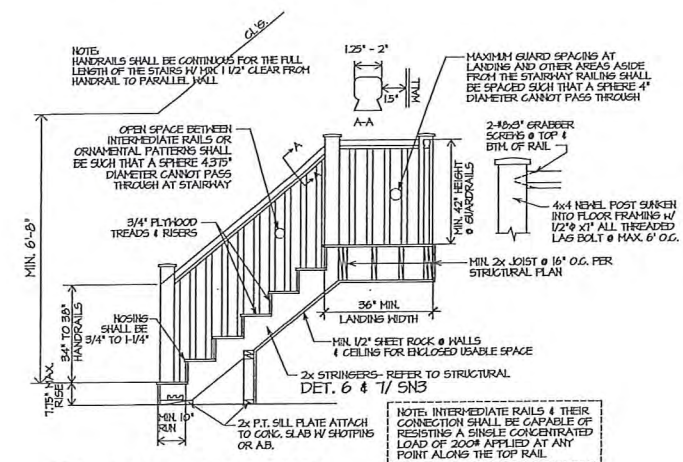 CL'G.
NOTE:
HANDRAILS SHALL BE CONTINUOUS FOR THE FULL
LENGTH OF THE STAIRS W/ MIN. 1 1/2" CLEAR FROM
HANDRAIL TO PARALLEL WALL
1.25" - 2"
1.5"
WALL
A-A
MAXIMUM GUARD SPACING AT
LANDING AND OTHER AREAS ASIDE
FROM THE STAIRWAY RAILING SHALL
BE SPACED SUCH THAT A SPHERE 4"
DIAMETER CANNOT PASS THROUGH
OPEN SPACE BETWEEN
INTERMEDIATE RAILS OR
ORNAMENTAL PATTERNS SHALL
BE SUCH THAT A SPHERE 4.375"
DIAMETER CANNOT PASS
THROUGH AT STAIRWAY
A
2-#8x3" GRABBER
SCREWS @ TOP &
BTM. OF RAIL
MIN. 42" HEIGHT
@ GUARDRAILS
4x4 NEWEL POST SUNKEN
INTO FLOOR FRAMING W/
1/2"Φ x7" ALL THREADED
LAG BOLT @ MAX. 6' O.C.
3/4" PLYWOOD
TREADS & RISERS
MIN. 6'-8"
MIN. 2x JOIST @ 16" O.C. PER
STRUCTURAL PLAN
36" MIN.
LANDING WIDTH
34" TO 38"
HANDRAILS
NOSING
SHALL BE
3/4" TO 1-1/4"
MIN. 1/2" SHEET ROCK @ WALLS
& CEILING FOR ENCLOSED USABLE SPACE
2x STRINGERS- REFER TO STRUCTURAL
DET. 6 & 7/ SN3
7.75" MAX.
RISE
MIN. 10"
RUN
2x P.T. SILL PLATE ATTACH
TO CONC. SLAB W/ SHOTPINS
OR A.B.
NOTE: INTERMEDIATE RAILS & THEIR
CONNECTION SHALL BE CAPABLE OF
RESISTING A SINGLE CONCENTRATED
LOAD OF 200# APPLIED AT ANY
POINT ALONG THE TOP RAIL